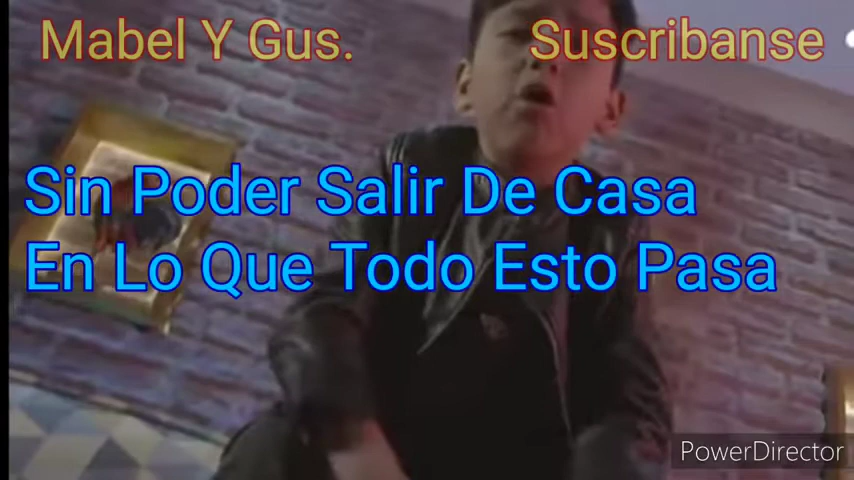 Mabel Y Gus. Suscribanse
Sin Poder Salir De Casa
En Lo Que Todo Esto Pasa
PowerDirector